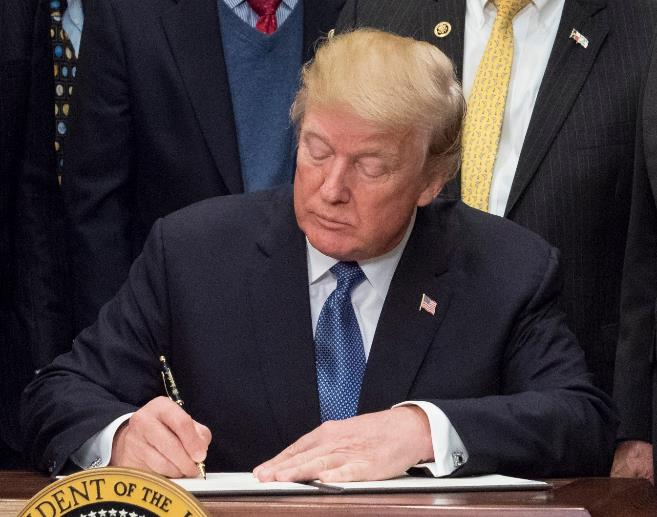 DENT OF THE